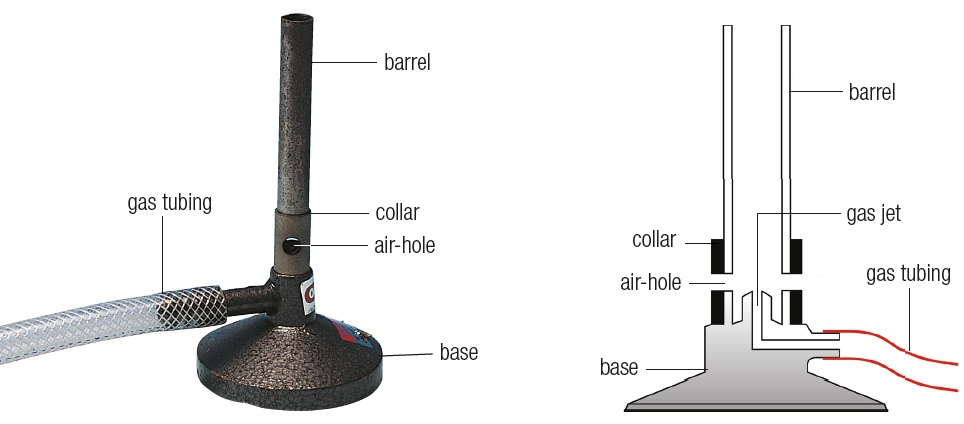 barrel
gas tubing
collar
air-hole
base
barrel
gas jet
collar
air-hole
gas tubing
base